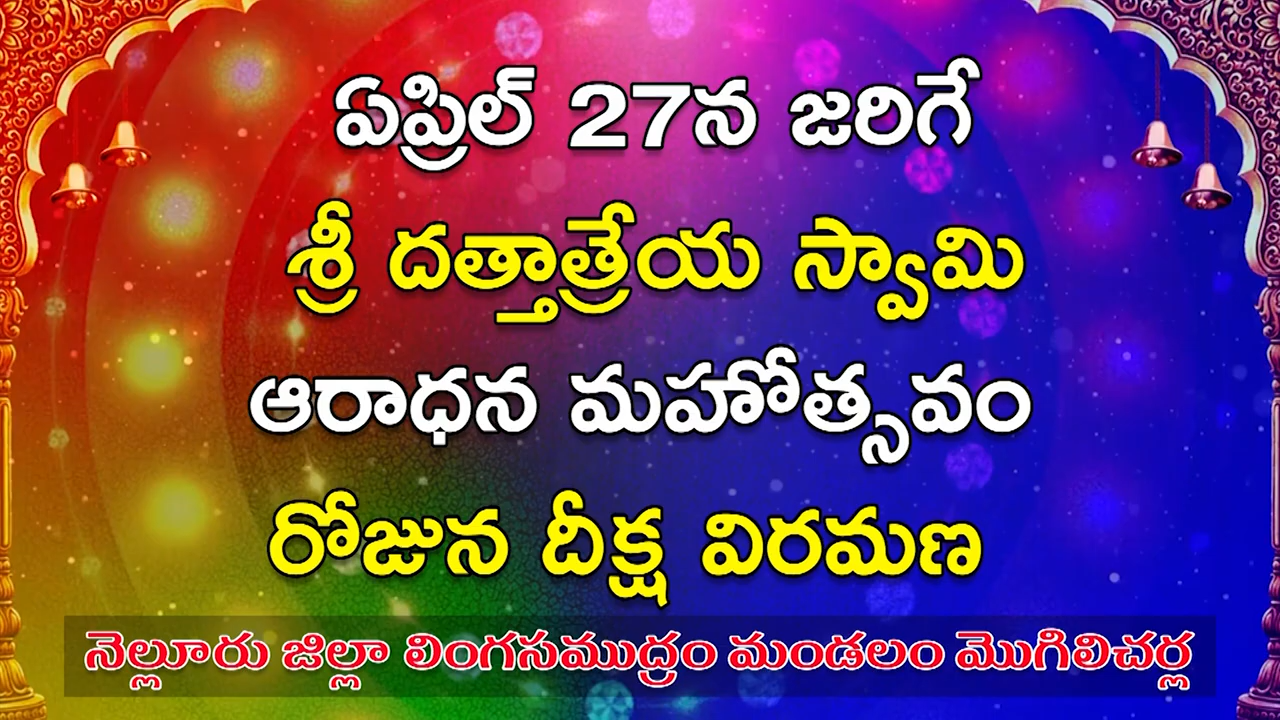 ఏప్రిల్ 27న జరిగే
శ్రీ దత్తాత్రేయ స్వామి
ఆరాధన మహోత్సవం
రోజున దీక్ష విరమణ
నెల్లూరు జిల్లా లింగసముద్రం మండలం మొగిలిచర్ల